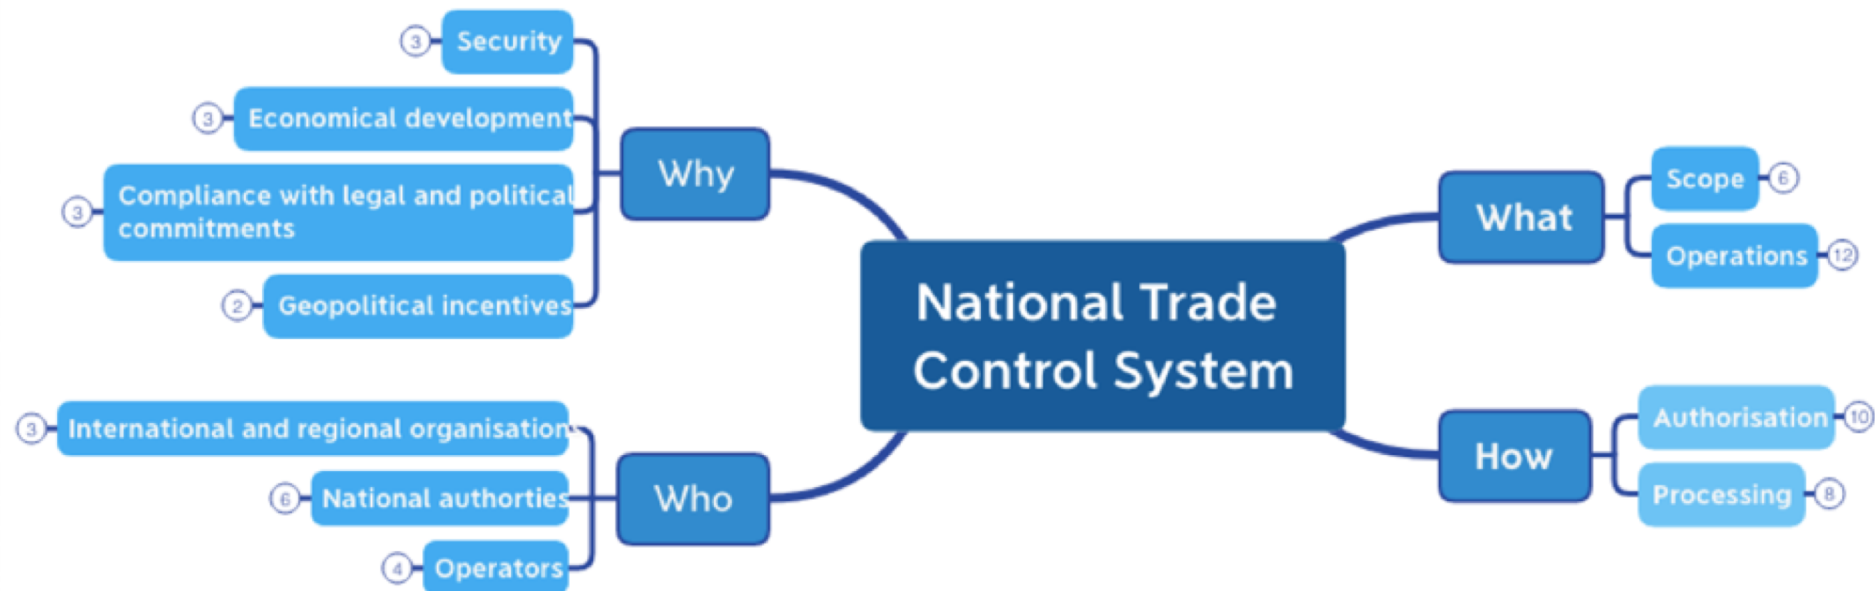 3 Security
3 Economical development
3 Compliance with legal and political
commitments
2 Geopolitical incentives
Why
3 International and regional organisations
6 National authorties
4 Operators
Who
National Trade
Control System
What
Scope 6
Operations 12
How
Authorisation 10
Processing 8